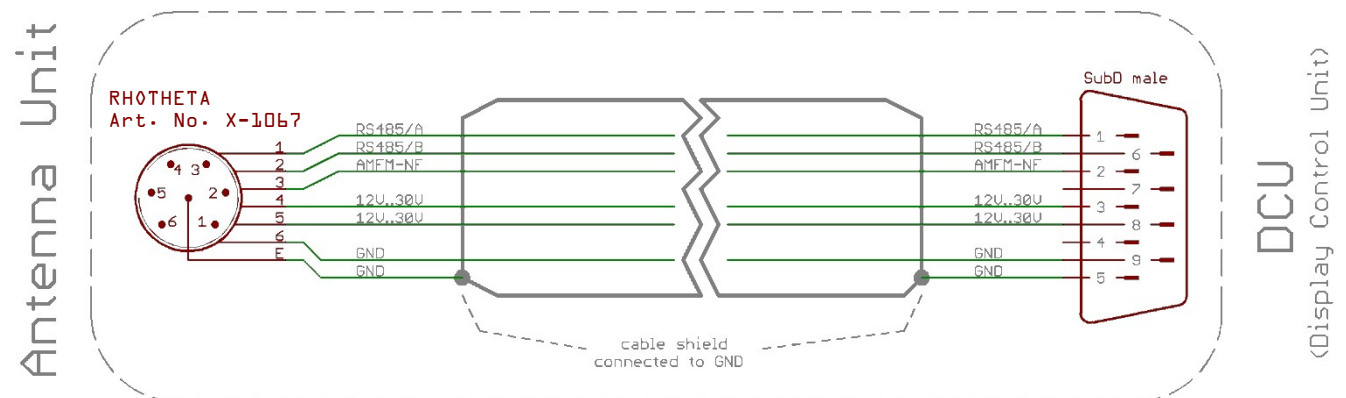 Antenna Unit
RHOTHETA
Art. No. X-1067
4 3
5 2
6 1
1
2
3
4
5
6
E
RS485/A
RS485/B
AMFM-NF
12V..30V
12V..30V
GND
GND
cable shield
connected to GND
RS485/A
RS485/B
AMFM-NF
12V..30V
12V..30V
GND
GND
SubD male
1
6
2
7
3
8
4
9
5
DCU
(Display Control Unit)